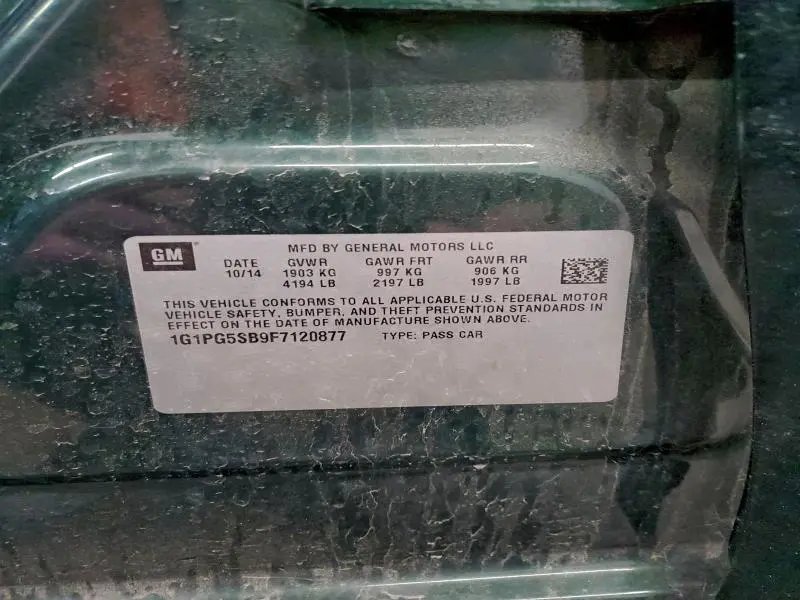 GM
MFD BY GENERAL MOTORS LLC
DATE GVWR GAWR FRT GAWR RR
10/14 1903 KG 997 KG 906 KG
4194 LB 2197 LB 1997 LB
THIS VEHICLE CONFORMS TO ALL APPLICABLE U.S. FEDERAL MOTOR
VEHICLE SAFETY, BUMPER, AND THEFT PREVENTION STANDARDS IN
EFFECT ON THE DATE OF MANUFACTURE SHOWN ABOVE.
1G1PG5SB9F7120877 TYPE: PASS CAR